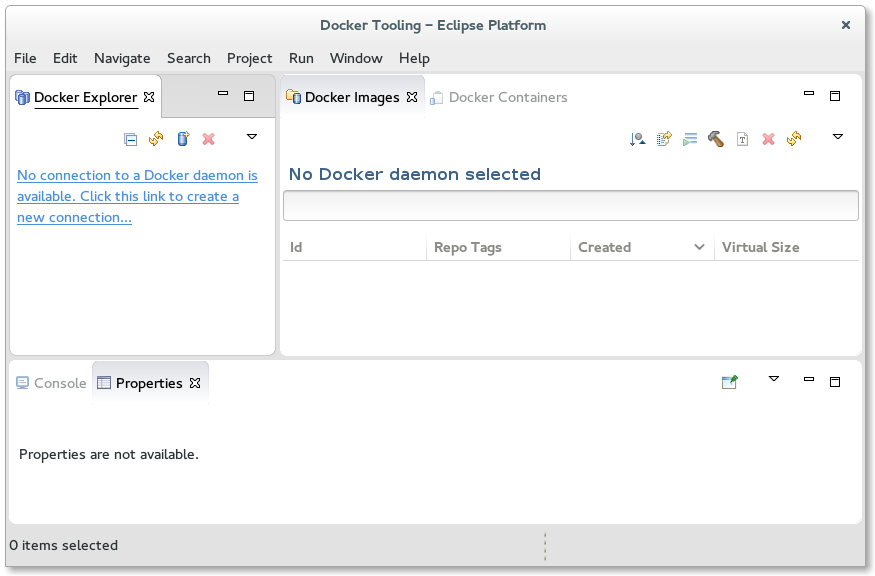 Docker Tooling – Eclipse Platform
File Edit Navigate Search Project Run Window Help
Docker Explorer
No connection to a Docker daemon is
available. Click this link to create a
new connection...
Docker Images Docker Containers
No Docker daemon selected
Id Repo Tags Created Virtual Size
Console Properties
Properties are not available.
0 items selected